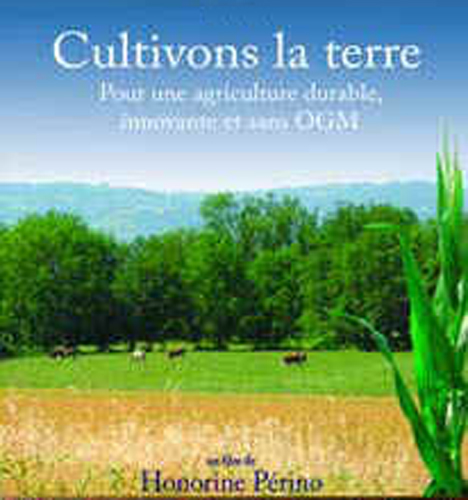 Cultivons la terre
Pour une agriculture durable,
innovante et sans OGM
un film de
Honorine Périno